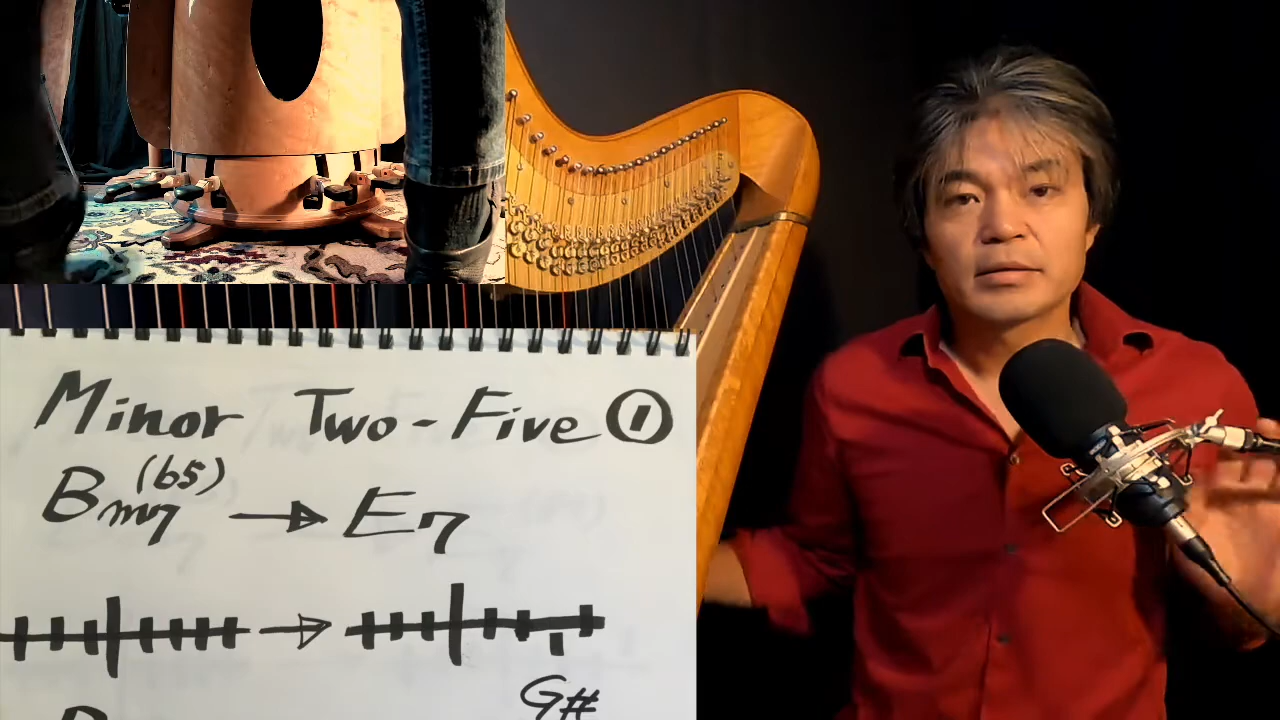 Minor Two-Five ①
Bm7(b5) → E7
G#